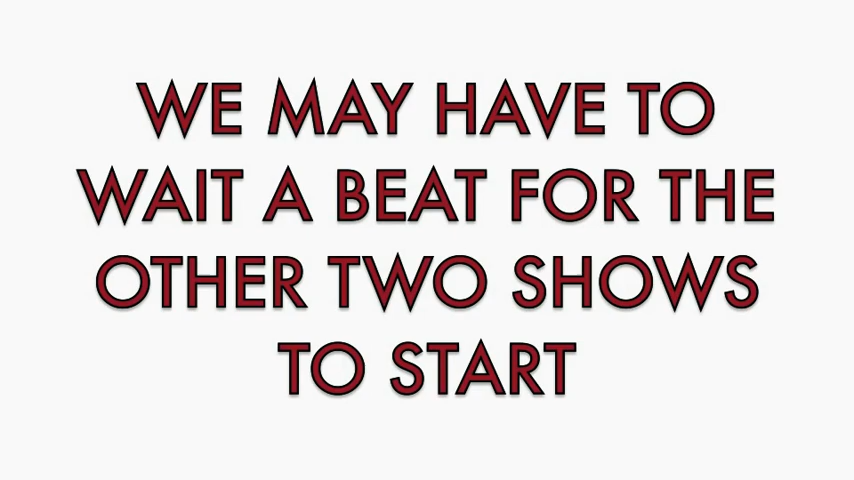 WE MAY HAVE TO
WAIT A BEAT FOR THE
OTHER TWO SHOWS
TO START